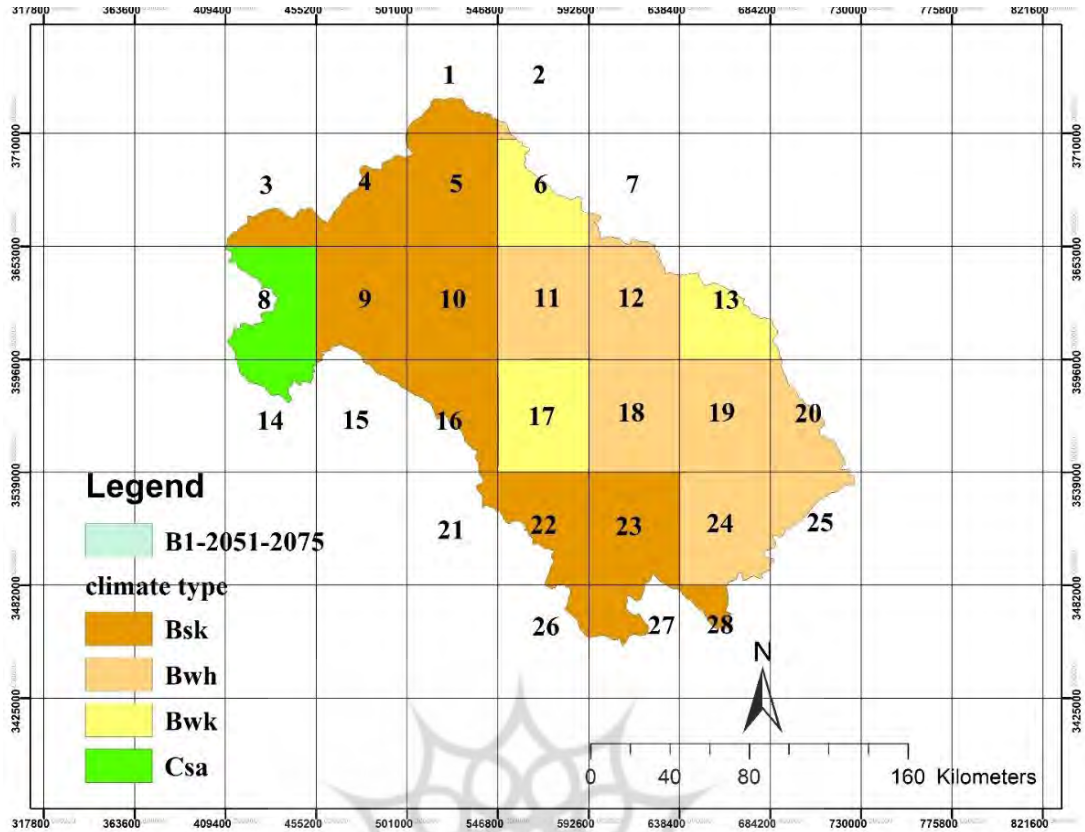 317800 363600 409400 455200 501000 546800 592600 638400 684200 730000 775800 821600
1 2
3710000 3710000
3 4 5 6 7
3653000 3653000
8 9 10 11 12 13
3596000 3596000
14 15 16 17 18 19 20
3539000 3539000
Legend
21 22 23 24 25
B1-2051-2075
climate type
3482000 3482000
26 27 28
Bsk
N
Bwh
3425000 3425000
Bwk
Csa
0 40 80 160 Kilometers
317800 363600 409400 455200 501000 546800 592600 638400 684200 730000 775800 821600